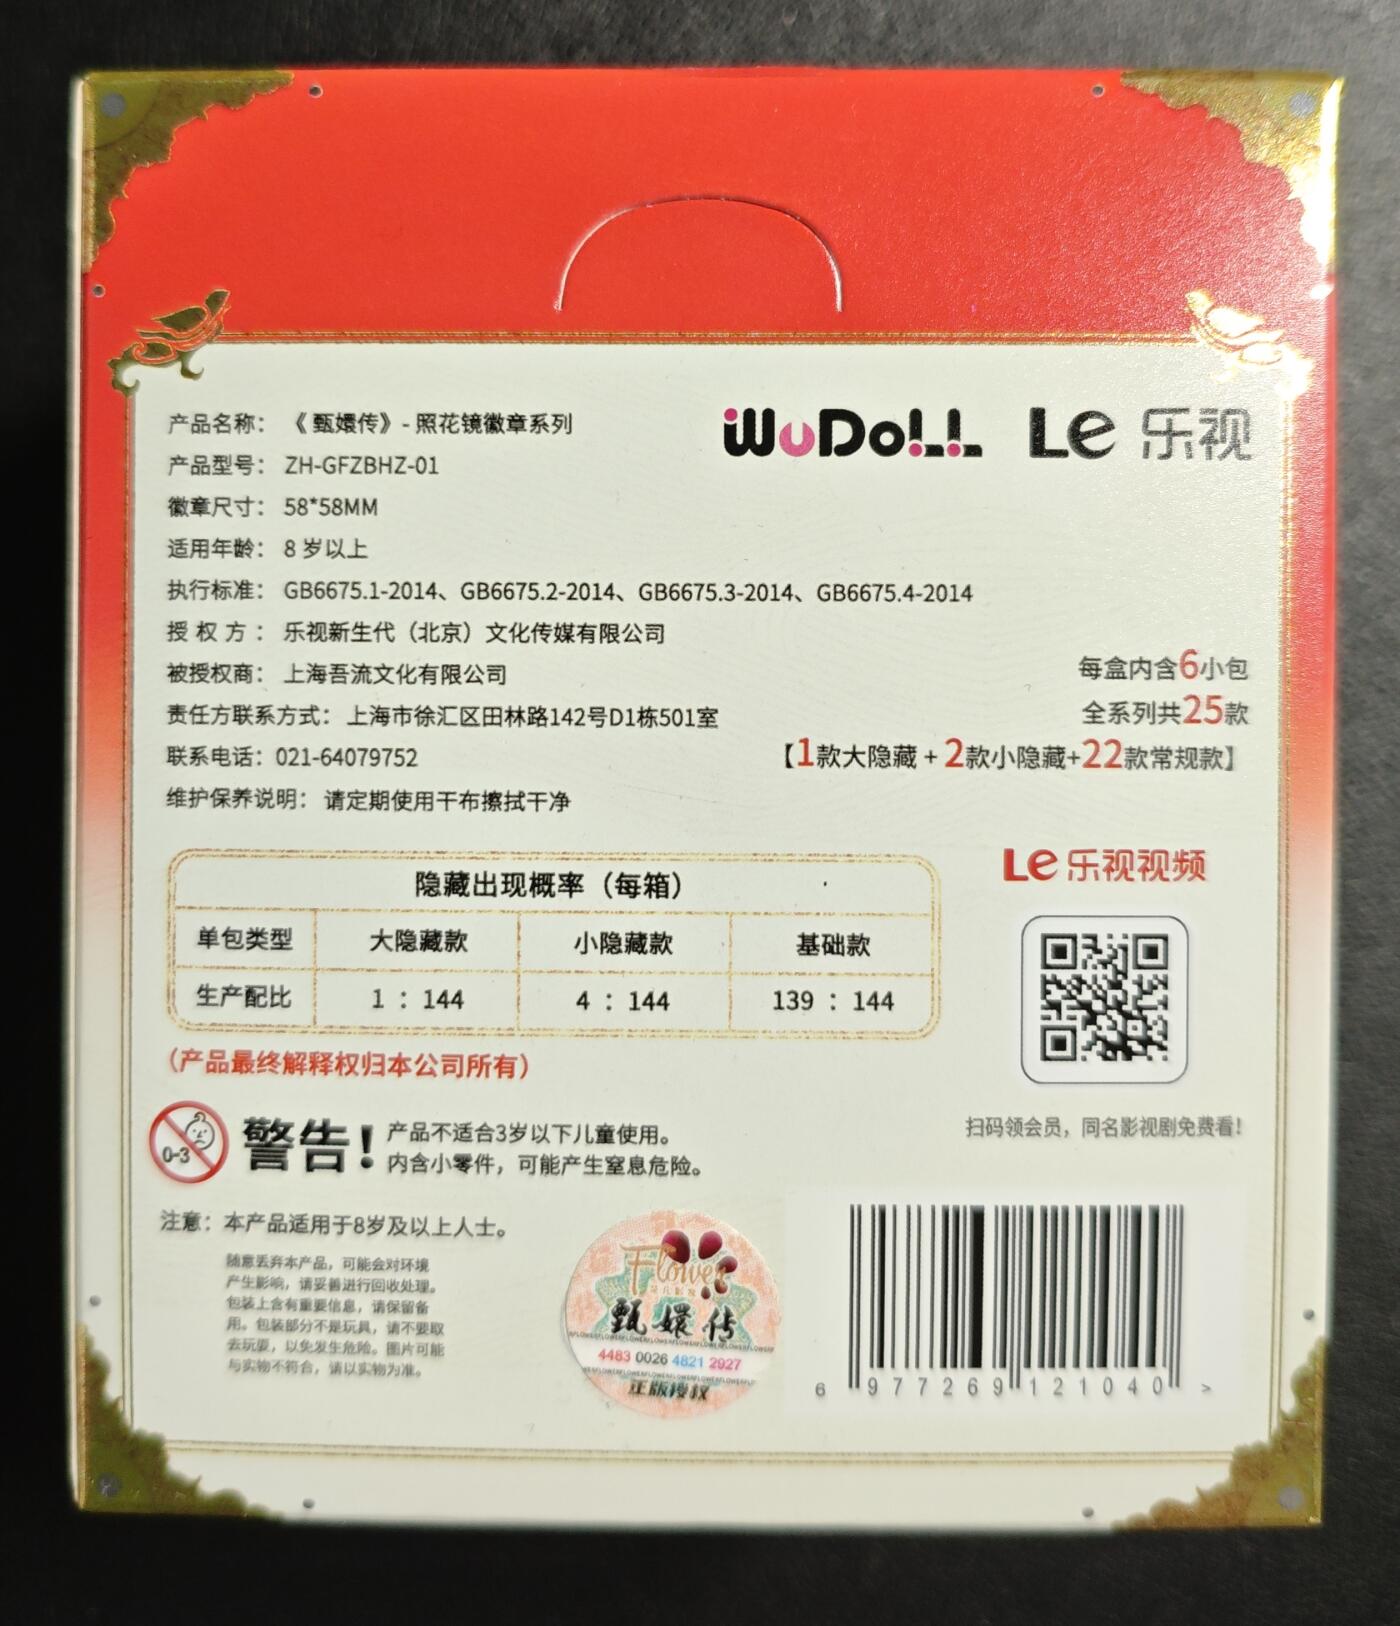 产品名称：《甄嬛传》- 照花镜徽章系列
WuDoLL Le 乐视
产品型号：ZH-GFZBHZ-01
徽章尺寸：58*58MM
适用年龄：8 岁以上
执行标准：GB6675.1-2014、GB6675.2-2014、GB6675.3-2014、GB6675.4-2014
授 权 方：乐视新生代（北京）文化传媒有限公司
被授权商：上海吾流文化有限公司
责任方联系方式：上海市徐汇区田林路142号D1栋501室
联系电话：021-64079752
维护保养说明：请定期使用干布擦拭干净
每盒内含6小包
全系列共25款
【1款大隐藏 + 2款小隐藏+22款常规款】
隐藏出现概率（每箱）
单包类型 大隐藏款 小隐藏款 基础款
生产配比 1 : 144 4 : 144 139 : 144
（产品最终解释权归本公司所有）
Le 乐视视频
扫码领会员，同名影视剧免费看！
0-3
警告！
产品不适合3岁以下儿童使用。
内含小零件，可能产生窒息危险。
注意：本产品适用于8岁及以上人士。
随意丢弃本产品，可能会对环境
产生影响，请妥善进行回收处理。
包装上含有重要信息，请保留备
用。包装部分不是玩具，请不要取
去玩耍，以免发生危险。图片可能
与实物不符合，请以实物为准。
Flower
甄嬛传
4483 0026 4821 2927
正版授权
6 977269 121040 >